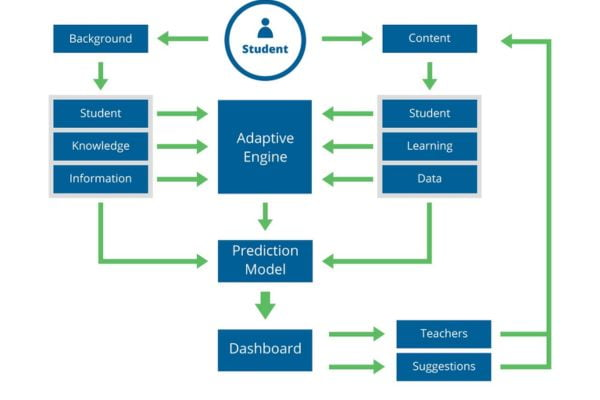 Background
Student
Content
Student
Knowledge
Information
Adaptive
Engine
Student
Learning
Data
Prediction
Model
Dashboard
Teachers
Suggestions